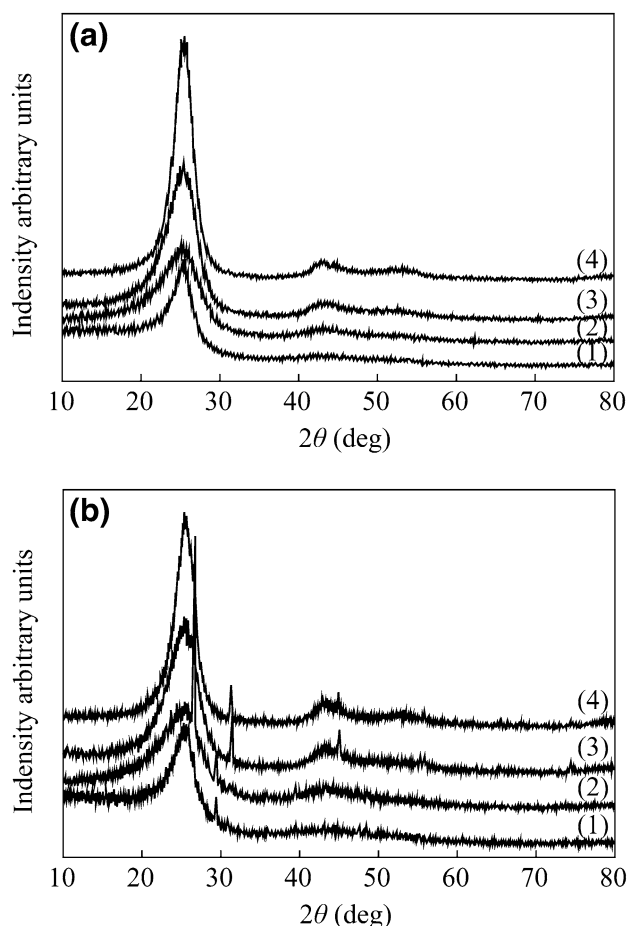 (a)
Indensity arbitrary units
(4)
(3)
(2)
(1)
10 20 30 40 50 60 70 80
2θ (deg)
(b)
Indensity arbitrary units
(4)
(3)
(2)
(1)
10 20 30 40 50 60 70 80
2θ (deg)